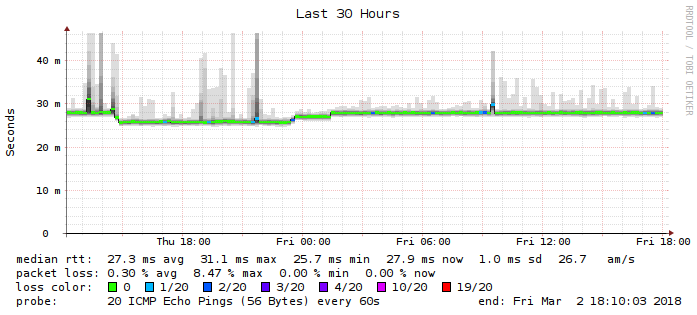 Last 30 Hours
RRDTOOL / TOBI OETIKER
Seconds
40 m
30 m
20 m
10 m
0
Thu 18:00 Fri 00:00 Fri 06:00 Fri 12:00 Fri 18:00
median rtt: 27.3 ms avg 31.1 ms max 25.7 ms min 27.9 ms now 1.0 ms sd 26.7 am/s
packet loss: 0.30 % avg 8.47 % max 0.00 % min 0.00 % now
loss color: 0 1/20 2/20 3/20 4/20 10/20 19/20
probe: 20 ICMP Echo Pings (56 Bytes) every 60s end: Fri Mar 2 18:10:03 2018